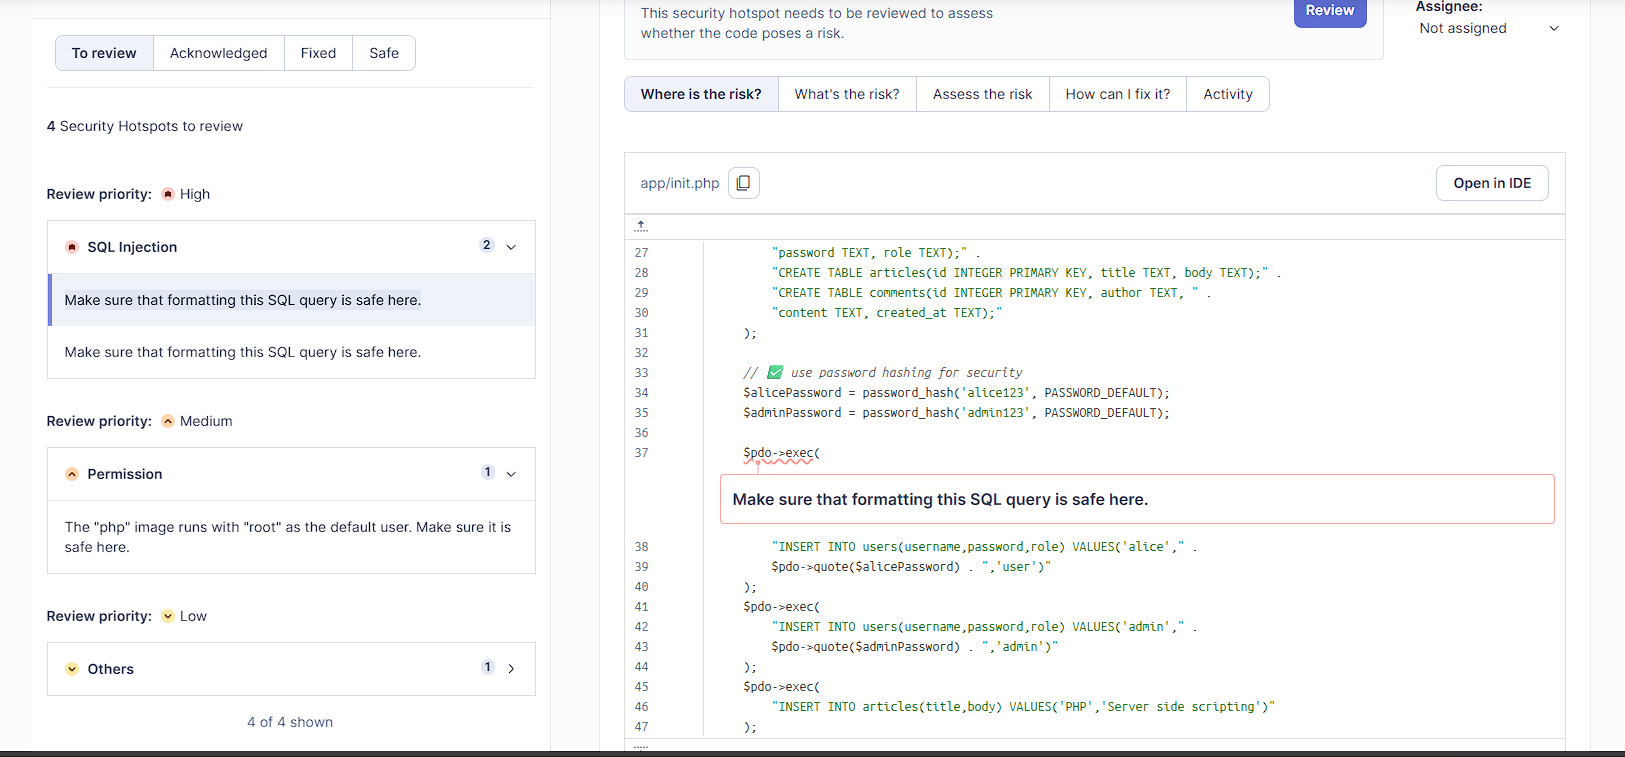 To review Acknowledged Fixed Safe
4 Security Hotspots to review
Review priority: High
SQL Injection 2
Make sure that formatting this SQL query is safe here.
Make sure that formatting this SQL query is safe here.
Review priority: Medium
Permission 1
The "php" image runs with "root" as the default user. Make sure it is
safe here.
Review priority: Low
Others 1
4 of 4 shown
This security hotspot needs to be reviewed to assess
whether the code poses a risk.
Review
Assignee:
Not assigned
Where is the risk? What's the risk? Assess the risk How can I fix it? Activity
app/init.php
Open in IDE
27 "password TEXT, role TEXT);" .
28 "CREATE TABLE articles(id INTEGER PRIMARY KEY, title TEXT, body TEXT);" .
29 "CREATE TABLE comments(id INTEGER PRIMARY KEY, author TEXT, " .
30 "content TEXT, created_at TEXT);"
31 );
32
33 // ✅ use password hashing for security
34 $alicePassword = password_hash('alice123', PASSWORD_DEFAULT);
35 $adminPassword = password_hash('admin123', PASSWORD_DEFAULT);
36
37 $pdo->exec(
Make sure that formatting this SQL query is safe here.
38 "INSERT INTO users(username,password,role) VALUES('alice'," .
39 $pdo->quote($alicePassword) . ",'user')"
40 );
41 $pdo->exec(
42 "INSERT INTO users(username,password,role) VALUES('admin'," .
43 $pdo->quote($adminPassword) . ",'admin')"
44 );
45 $pdo->exec(
46 "INSERT INTO articles(title,body) VALUES('PHP','Server side scripting')"
47 );